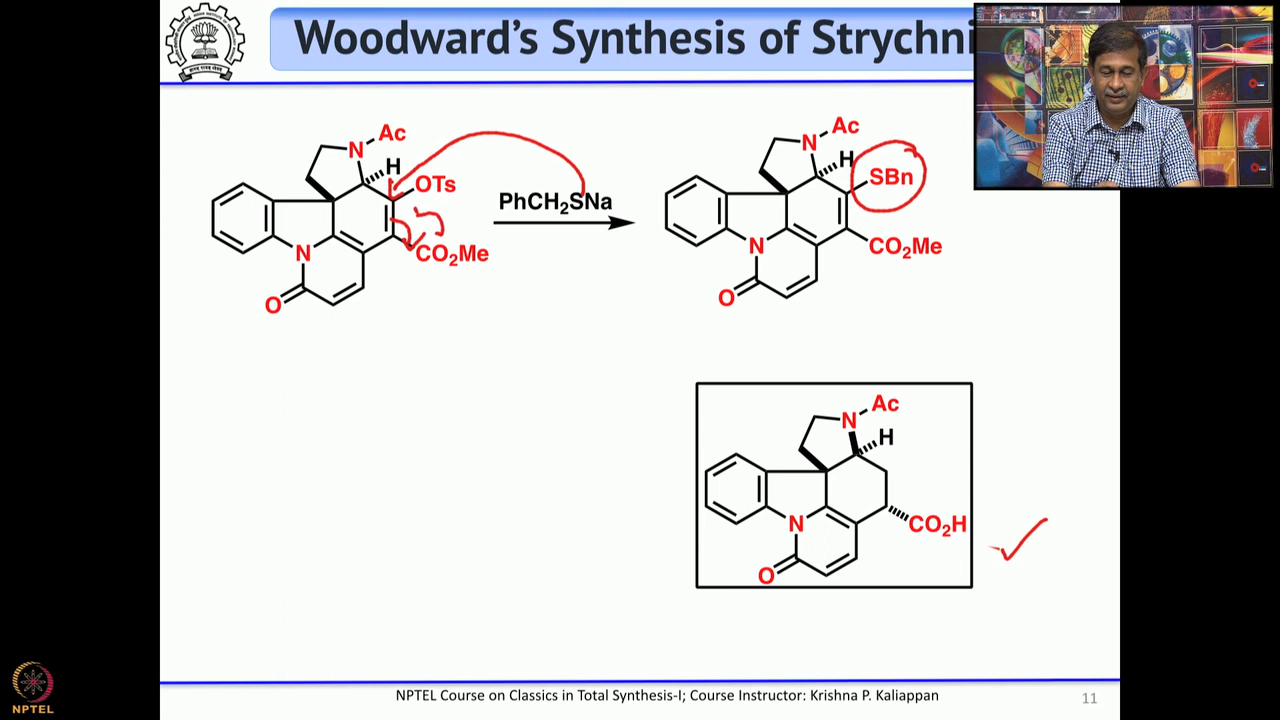 Woodward's Synthesis of Strychni
Ac
N
H
OTs
N
CO₂Me
O
PhCH₂SNa
Ac
N
H
SBn
N
CO₂Me
O
Ac
N
H
N
CO₂H
O
NPTEL
NPTEL Course on Classics in Total Synthesis-I; Course Instructor: Krishna P. Kaliappan
11